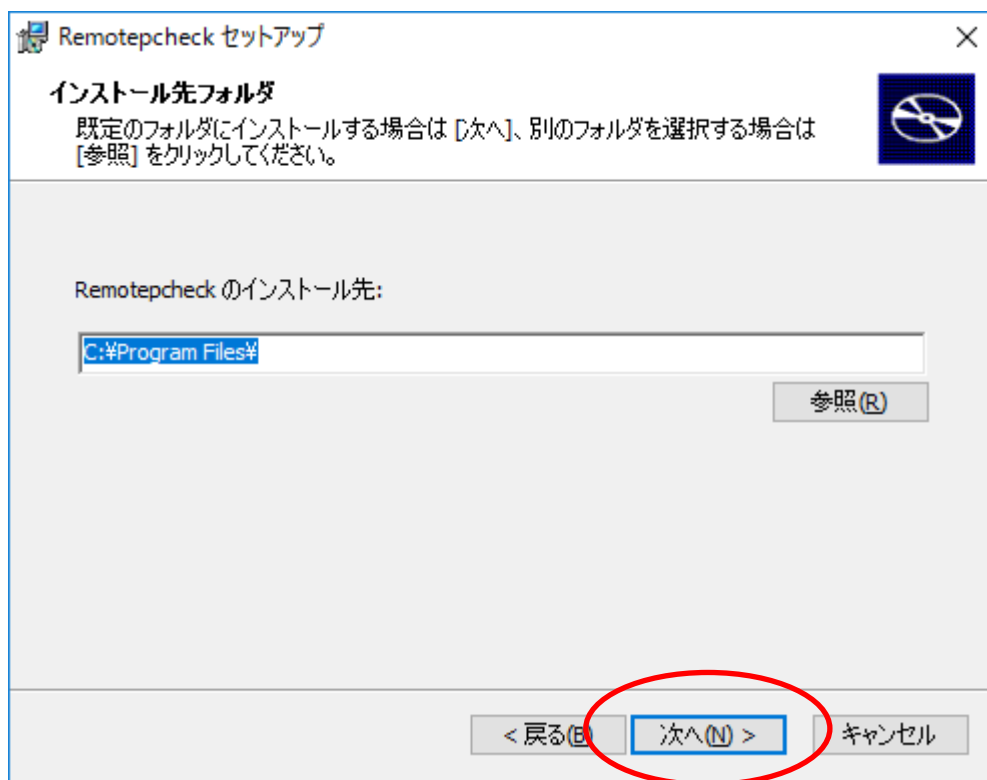 Remotepcheck セットアップ
インストール先フォルダ
既定のフォルダにインストールする場合は [次へ]、別のフォルダを選択する場合は
[参照] をクリックしてください。
Remotepcheck のインストール先:
C:¥Program Files¥
参照(R)
< 戻る(B)
次へ(N) >
キャンセル